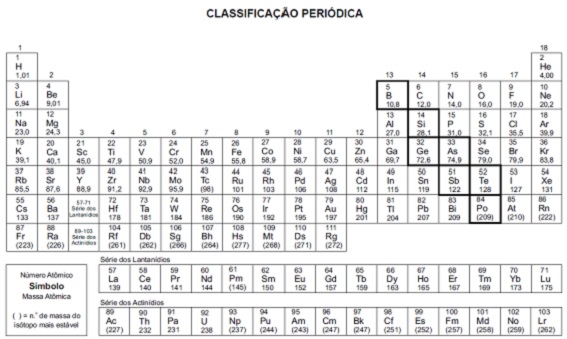 CLASSIFICAÇÃO PERIÓDICA
1 18
1 2
H He
1,01 2 13 14 15 16 17 4,00
3 4 5 6 7 8 9 10
Li Be B C N O F Ne
6,94 9,01 10,8 12,0 14,0 16,0 19,0 20,2
11 12 13 14 15 16 17 18
Na Mg Al Si P S Cl Ar
23,0 24,3 3 4 5 6 7 8 9 10 11 12 27,0 28,1 31,0 32,1 35,5 39,9
19 20 21 22 23 24 25 26 27 28 29 30 31 32 33 34 35 36
K Ca Sc Ti V Cr Mn Fe Co Ni Cu Zn Ga Ge As Se Br Kr
39,1 40,1 45,0 47,9 50,9 52,0 54,9 55,8 58,9 58,7 63,5 65,4 69,7 72,6 74,9 79,0 79,9 83,8
37 38 39 40 41 42 43 44 45 46 47 48 49 50 51 52 53 54
Rb Sr Y Zr Nb Mo Tc Ru Rh Pd Ag Cd In Sn Sb Te I Xe
85,5 87,6 88,9 91,2 92,9 95,9 (98) 101 103 106 108 112 115 119 122 128 127 131
55 56 57-71 72 73 74 75 76 77 78 79 80 81 82 83 84 85 86
Cs Ba Série dos Hf Ta W Re Os Ir Pt Au Hg Tl Pb Bi Po At Rn
133 137 Lantanídios 178 181 184 186 190 192 195 197 201 204 207 209 (209) (210) (222)
87 88 89-103 104 105 106 107 108 109 110 111
Fr Ra Série dos Rf Db Sg Bh Hs Mt Ds Rg
(223) (226) Actinídios (261) (262) (266) (264) (277) (268) (271) (272)
Série dos Lantanídios
57 58 59 60 61 62 63 64 65 66 67 68 69 70 71
La Ce Pr Nd Pm Sm Eu Gd Tb Dy Ho Er Tm Yb Lu
139 140 141 144 (145) 150 152 157 159 163 165 167 169 173 175
Série dos Actinídios
89 90 91 92 93 94 95 96 97 98 99 100 101 102 103
Ac Th Pa U Np Pu Am Cm Bk Cf Es Fm Md No Lr
(227) 232 231 238 (237) (244) (243) (247) (247) (251) (252) (257) (258) (259) (262)
Número Atômico
Símbolo
Massa Atômica
( ) = n.° de massa do
isótopo mais estável